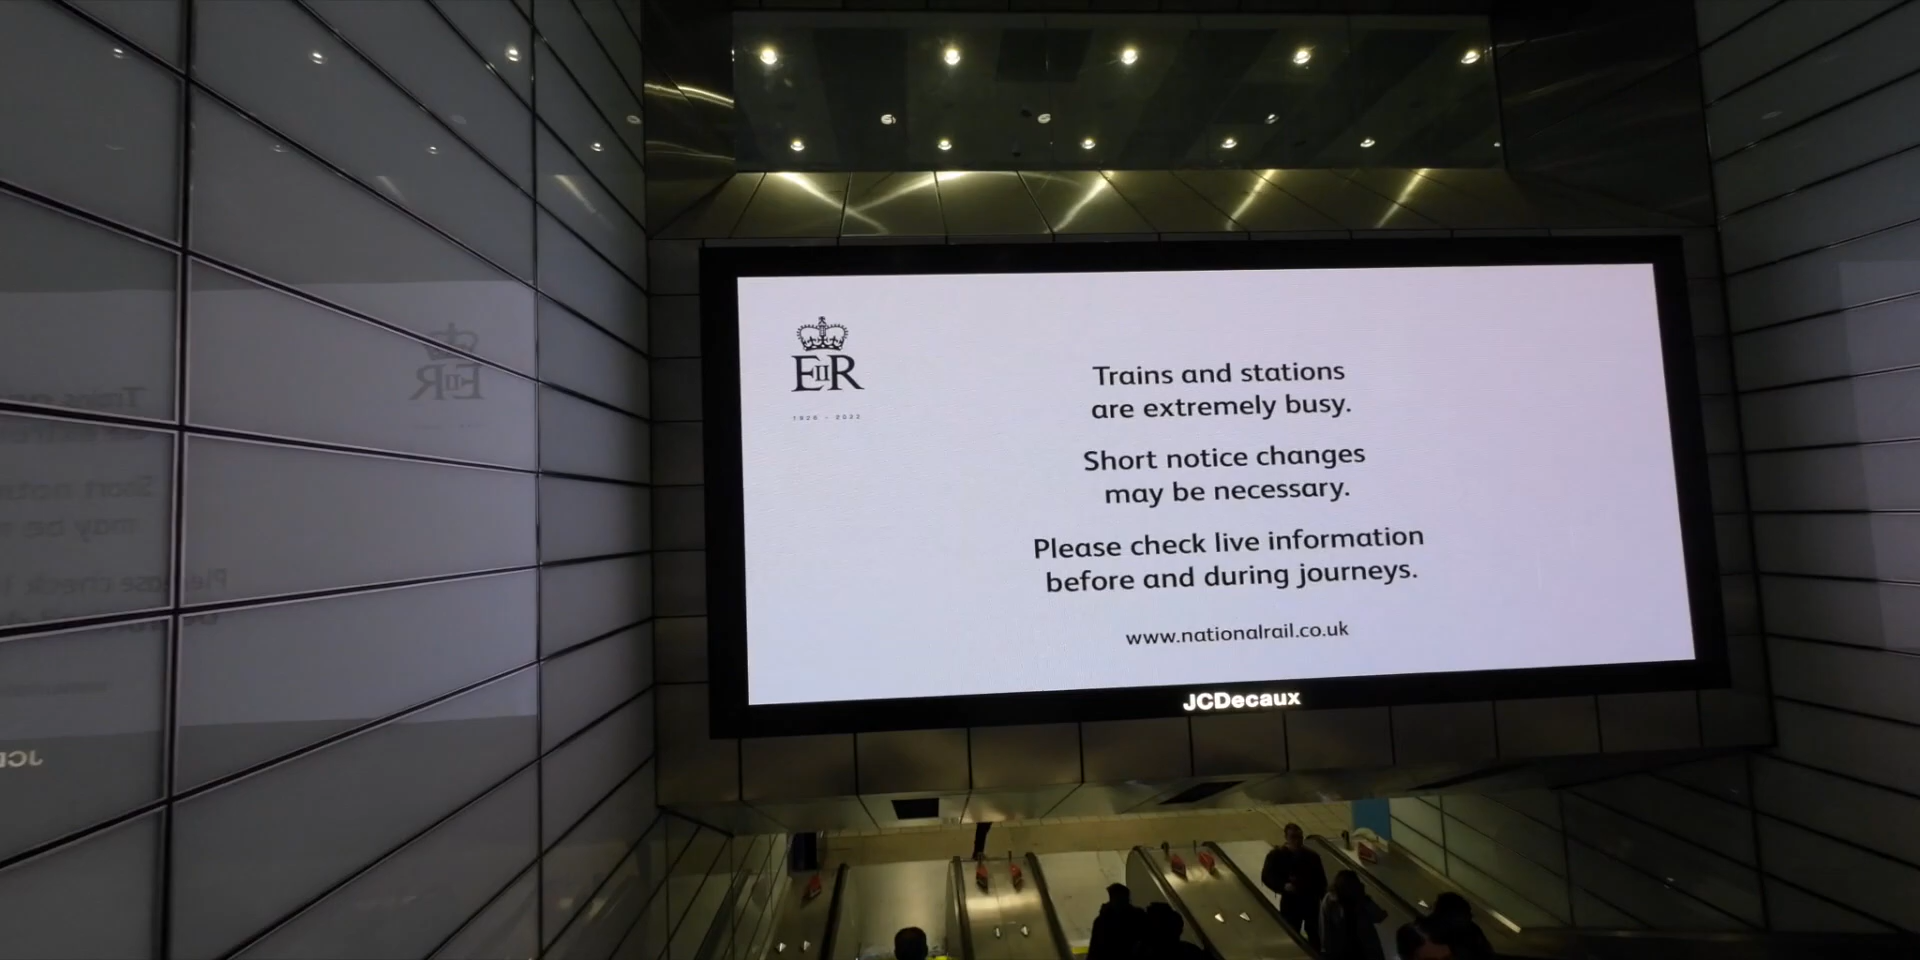 EIIR
1926 - 2022
Trains and stations
are extremely busy.
Short notice changes
may be necessary.
Please check live information
before and during journeys.
www.nationalrail.co.uk
JCDecaux